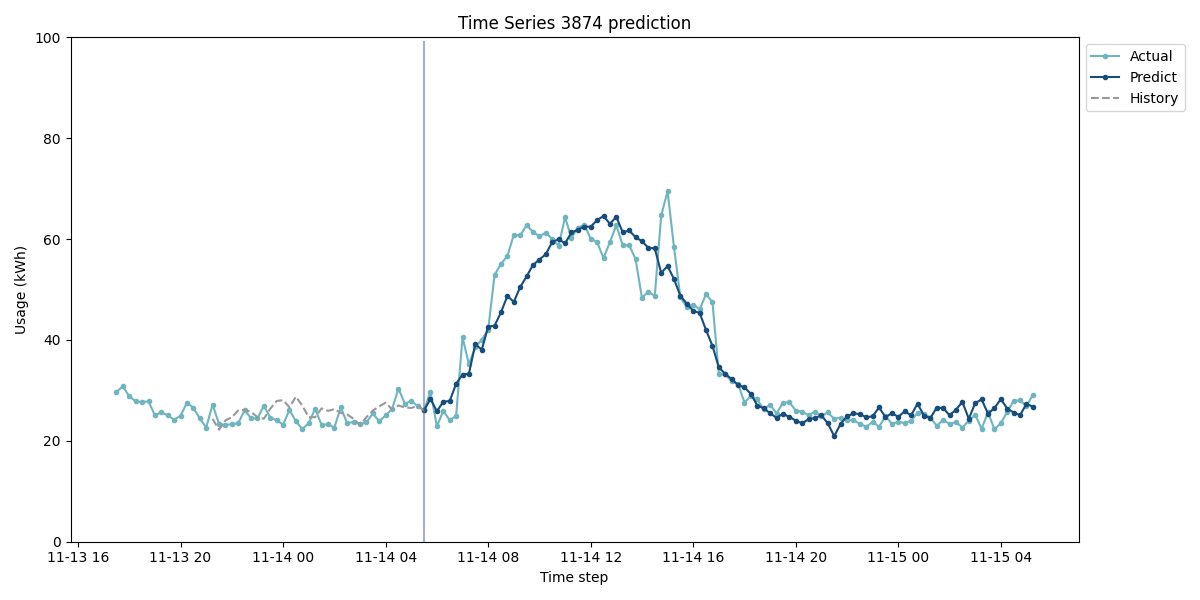 Time Series 3874 prediction
100
80
60
40
20
0
Usage (kWh)
11-13 16
11-13 20
11-14 00
11-14 04
11-14 08
11-14 12
11-14 16
11-14 20
11-15 00
11-15 04
Time step
Actual
Predict
History